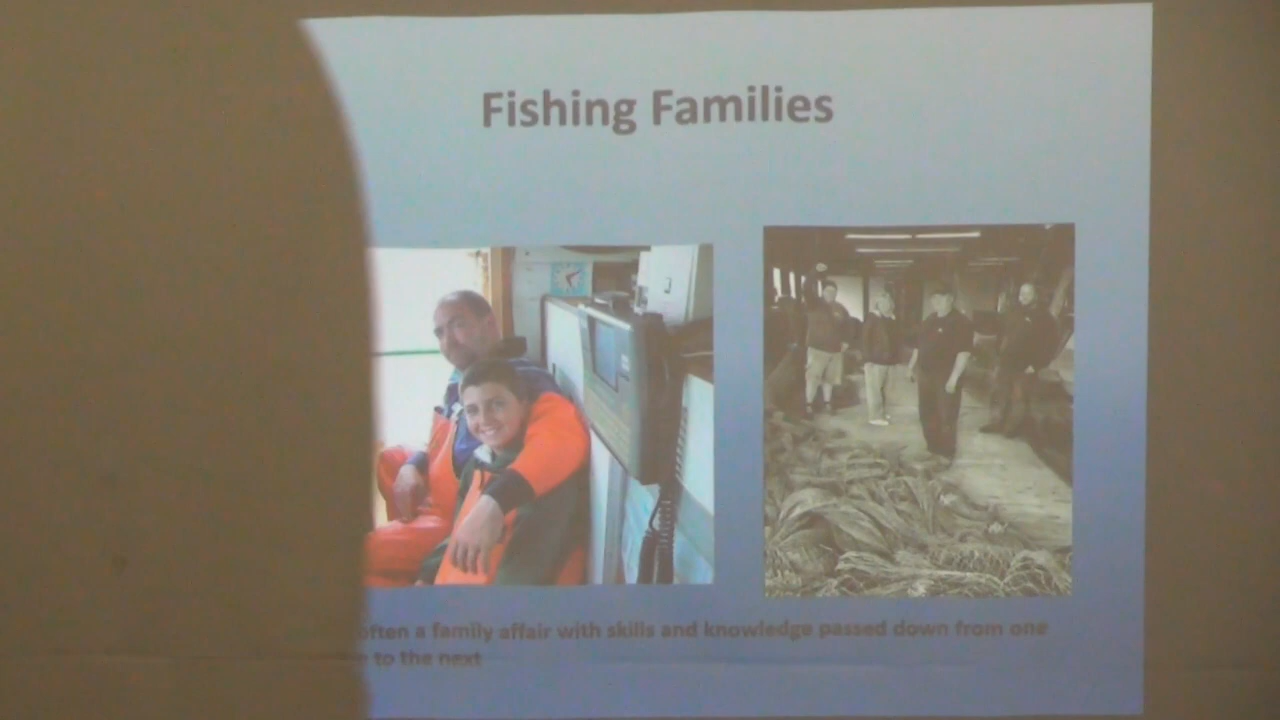 Fishing Families
often a family affair with skills and knowledge passed down from one
to the next